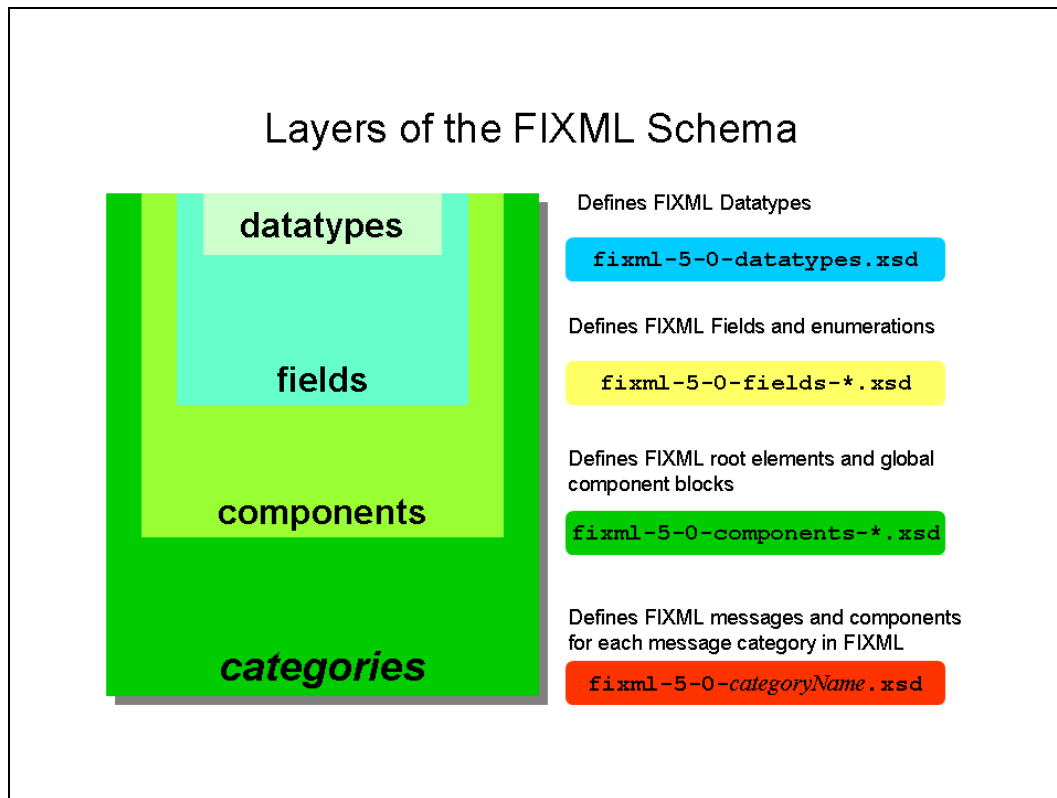 Layers of the FIXML Schema
datatypes
fields
components
categories
Defines FIXML Datatypes
fixml-5-0-datatypes.xsd
Defines FIXML Fields and enumerations
fixml-5-0-fields-*.xsd
Defines FIXML root elements and global
component blocks
fixml-5-0-components-*.xsd
Defines FIXML messages and components
for each message category in FIXML
fixml-5-0-categoryName.xsd